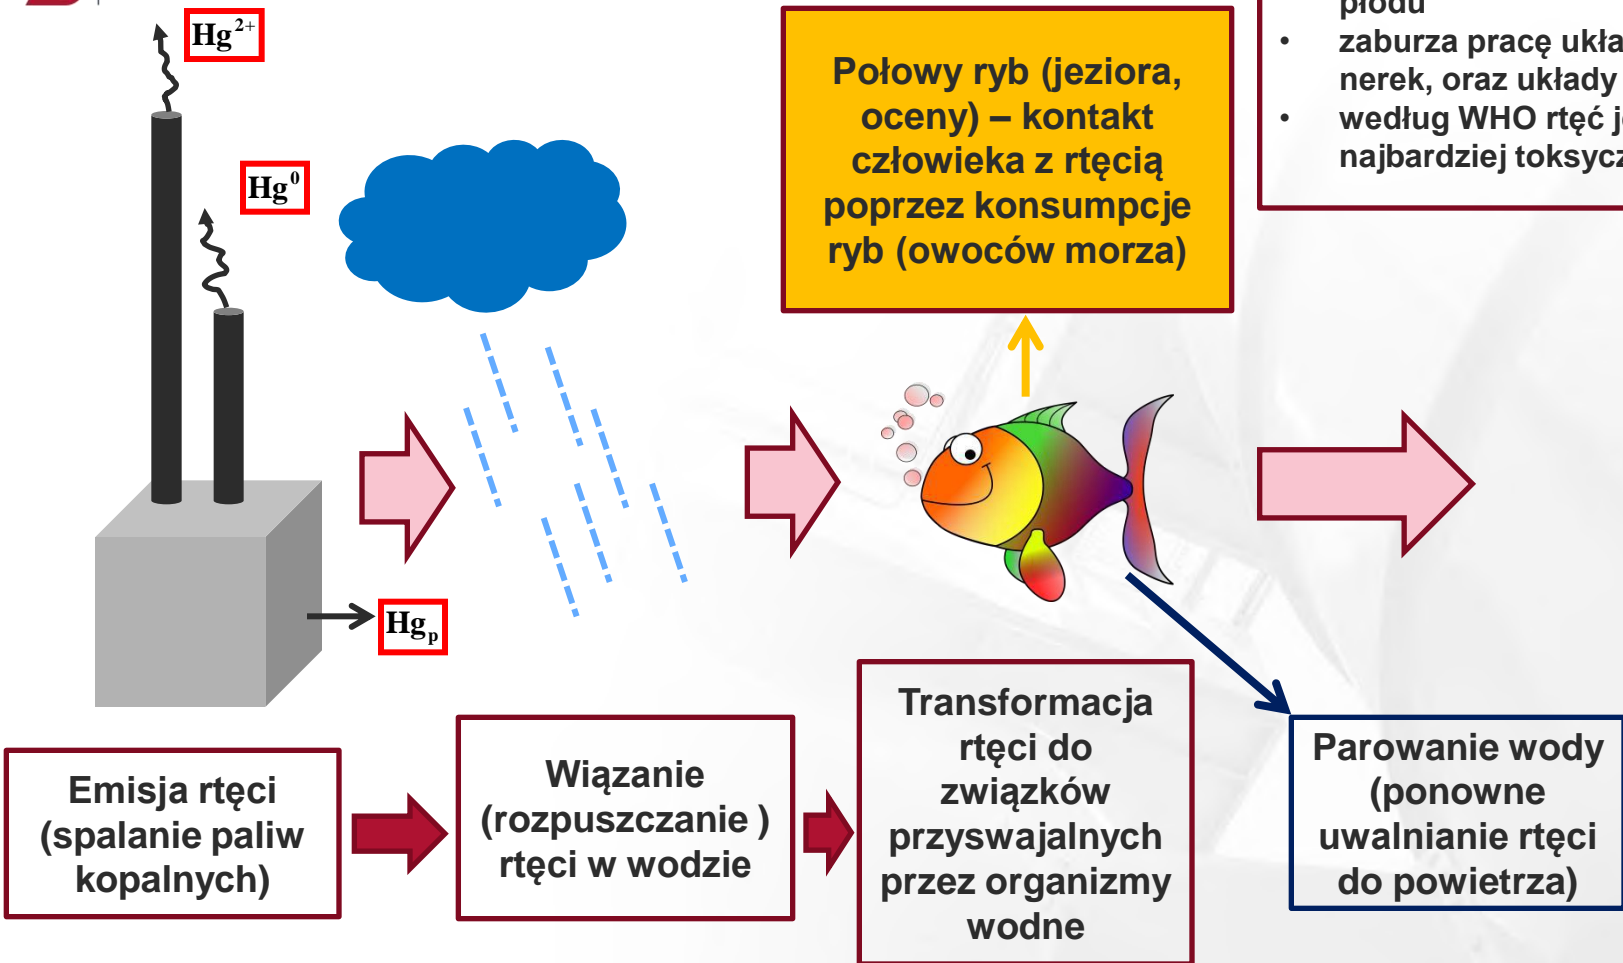 Hg²⁺
Hg⁰
Hgₚ
Połowy ryb (jeziora,
oceny) – kontakt
człowieka z rtęcią
poprzez konsumpcje
ryb (owoców morza)
płodu
• zaburza pracę
nerek, oraz układy
• według WHO rtęć
najbardziej
Emisja rtęci
(spalanie paliw
kopalnych)
Wiązanie
(rozpuszczanie )
rtęci w wodzie
Transformacja
rtęci do
związków
przyswajalnych
przez organizmy
wodne
Parowanie wody
(ponowne
uwalnianie rtęci
do powietrza)